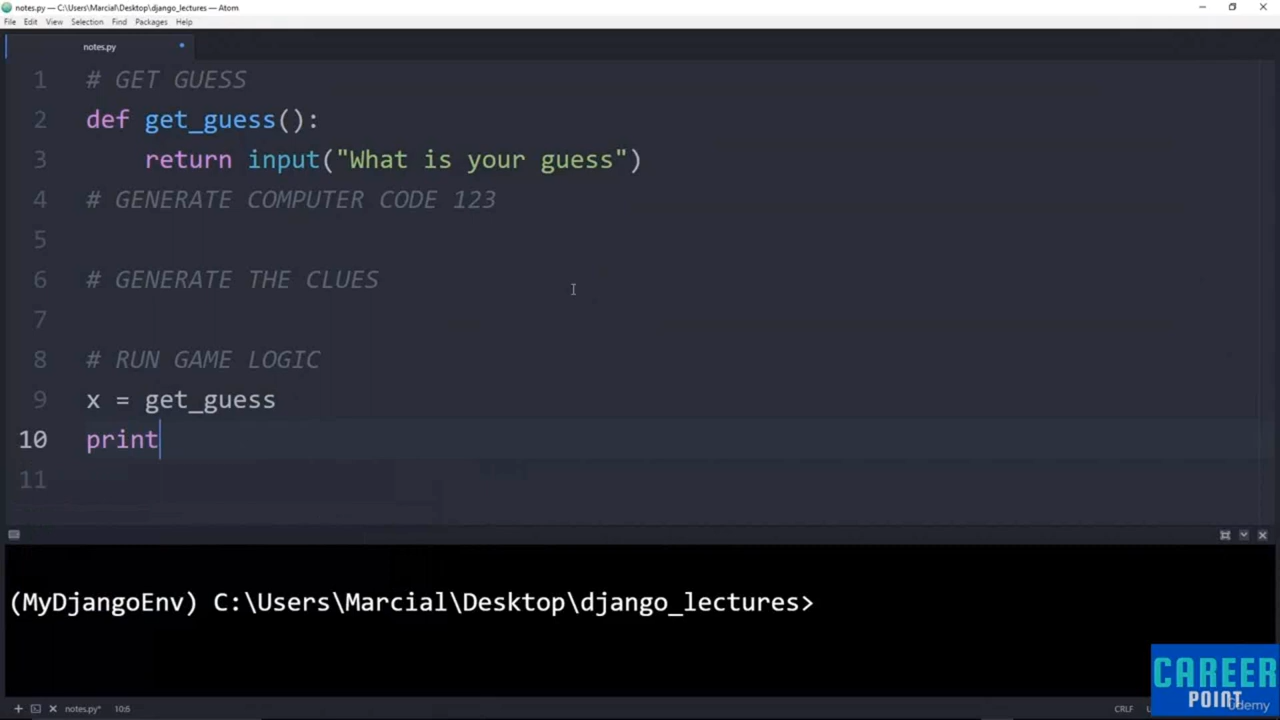 notes.py — C:\Users\Marcial\Desktop\django_lectures — Atom
File Edit View Selection Find Packages Help
notes.py
1 # GET GUESS
2 def get_guess():
3     return input("What is your guess")
4 # GENERATE COMPUTER CODE 123
5
6 # GENERATE THE CLUES
7
8 # RUN GAME LOGIC
9 x = get_guess
10 print
11
(MyDjangoEnv) C:\Users\Marcial\Desktop\django_lectures>
CAREER
POINT
notes.py* 10:6 CRLF